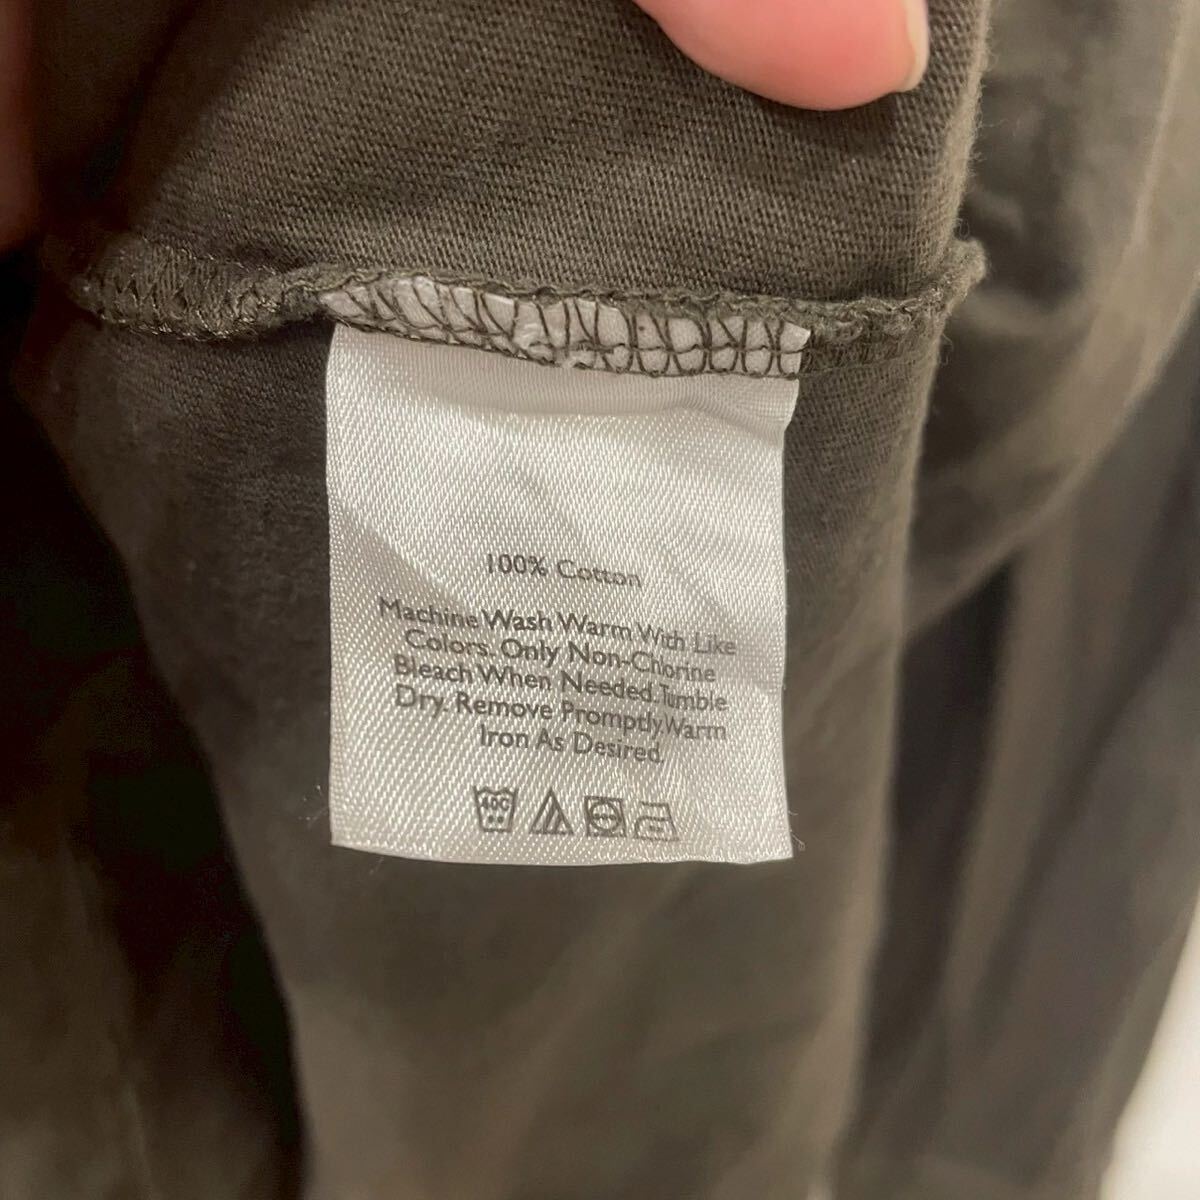 100% Cotton
Machine Wash Warm With Like
Colors. Only Non-Chlorine
Bleach When Needed. Tumble
Dry. Remove Promptly. Warm
Iron As Desired.
40C